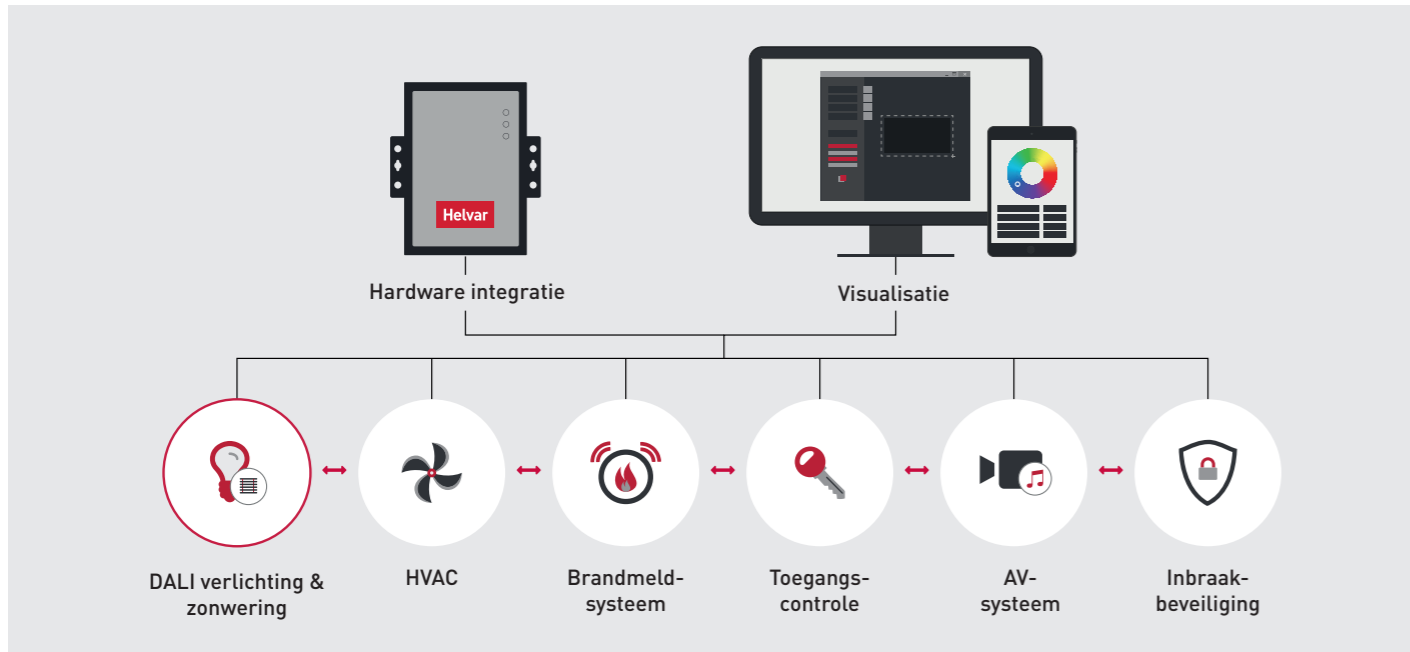 Helvar
Hardware integratie
Visualisatie
DALI verlichting &
zonwering
HVAC
Brandmeld-
systeem
Toegangs-
controle
AV-
systeem
Inbraak-
beveiliging